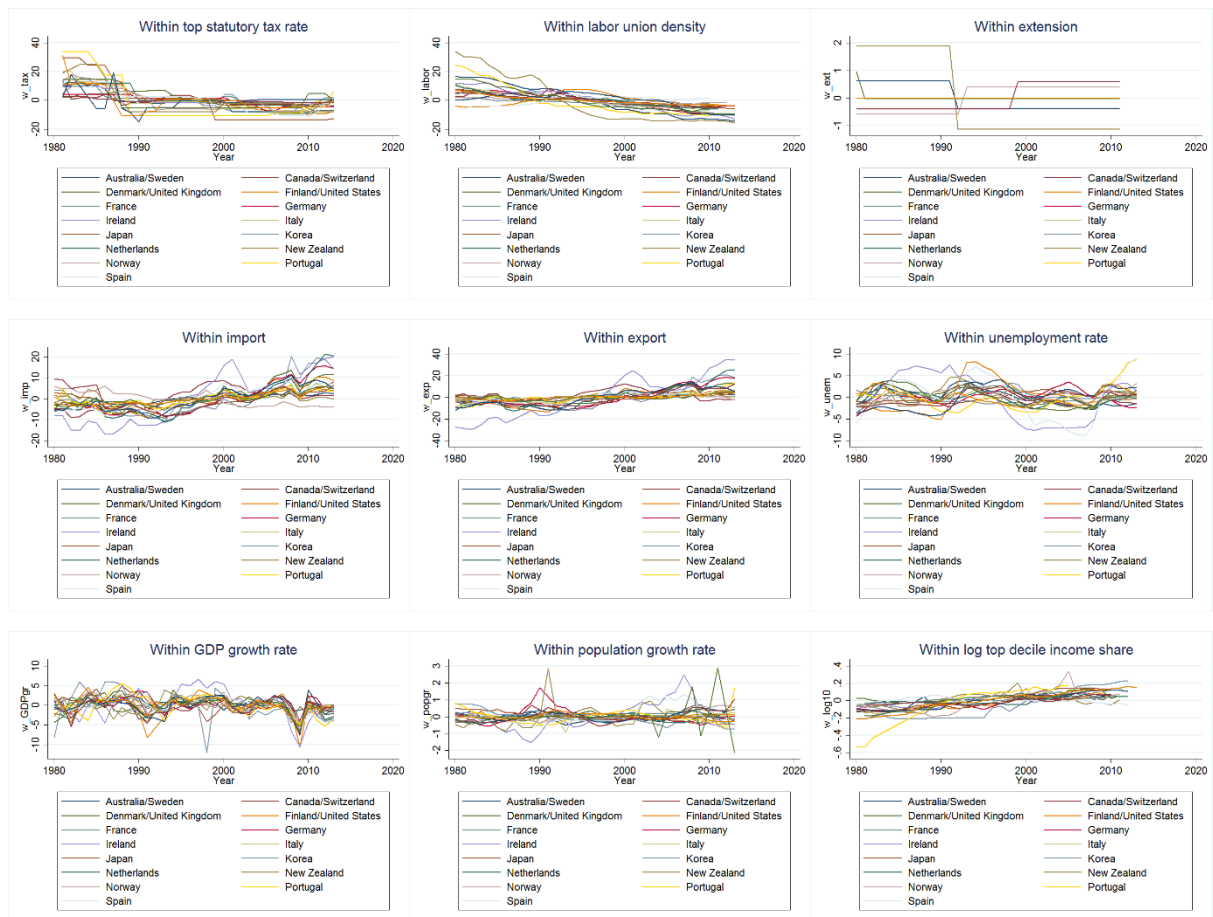 Within top statutory tax rate
w_tax
40
20
0
-20
1980 1990 2000 2010 2020
Year
Australia/Sweden Canada/Switzerland
Denmark/United Kingdom Finland/United States
France Germany
Ireland Italy
Japan Korea
Netherlands New Zealand
Norway Portugal
Spain
Within labor union density
w_labor
40
20
0
-20
1980 1990 2000 2010 2020
Year
Australia/Sweden Canada/Switzerland
Denmark/United Kingdom Finland/United States
France Germany
Ireland Italy
Japan Korea
Netherlands New Zealand
Norway Portugal
Spain
Within extension
w_ext
2
1
0
-1
1980 1990 2000 2010 2020
Year
Australia/Sweden Canada/Switzerland
Denmark/United Kingdom Finland/United States
France Germany
Ireland Italy
Japan Korea
Netherlands New Zealand
Norway Portugal
Spain
Within import
w_imp
20
10
0
-10
-20
1980 1990 2000 2010 2020
Year
Australia/Sweden Canada/Switzerland
Denmark/United Kingdom Finland/United States
France Germany
Ireland Italy
Japan Korea
Netherlands New Zealand
Norway Portugal
Spain
Within export
w_exp
40
20
0
-20
-40
1980 1990 2000 2010 2020
Year
Australia/Sweden Canada/Switzerland
Denmark/United Kingdom Finland/United States
France Germany
Ireland Italy
Japan Korea
Netherlands New Zealand
Norway Portugal
Spain
Within unemployment rate
w_unem
10
5
0
-5
-10
1980 1990 2000 2010 2020
Year
Australia/Sweden Canada/Switzerland
Denmark/United Kingdom Finland/United States
France Germany
Ireland Italy
Japan Korea
Netherlands New Zealand
Norway Portugal
Spain
Within GDP growth rate
w_GDPgr
10
5
0
-5
-10
1980 1990 2000 2010 2020
Year
Australia/Sweden Canada/Switzerland
Denmark/United Kingdom Finland/United States
France Germany
Ireland Italy
Japan Korea
Netherlands New Zealand
Norway Portugal
Spain
Within population growth rate
w_popgr
3
2
1
0
-1
-2
1980 1990 2000 2010 2020
Year
Australia/Sweden Canada/Switzerland
Denmark/United Kingdom Finland/United States
France Germany
Ireland Italy
Japan Korea
Netherlands New Zealand
Norway Portugal
Spain
Within log top decile income share
w_log10
.4
.2
0
-.2
-.4
-.6
1980 1990 2000 2010 2020
Year
Australia/Sweden Canada/Switzerland
Denmark/United Kingdom Finland/United States
France Germany
Ireland Italy
Japan Korea
Netherlands New Zealand
Norway Portugal
Spain